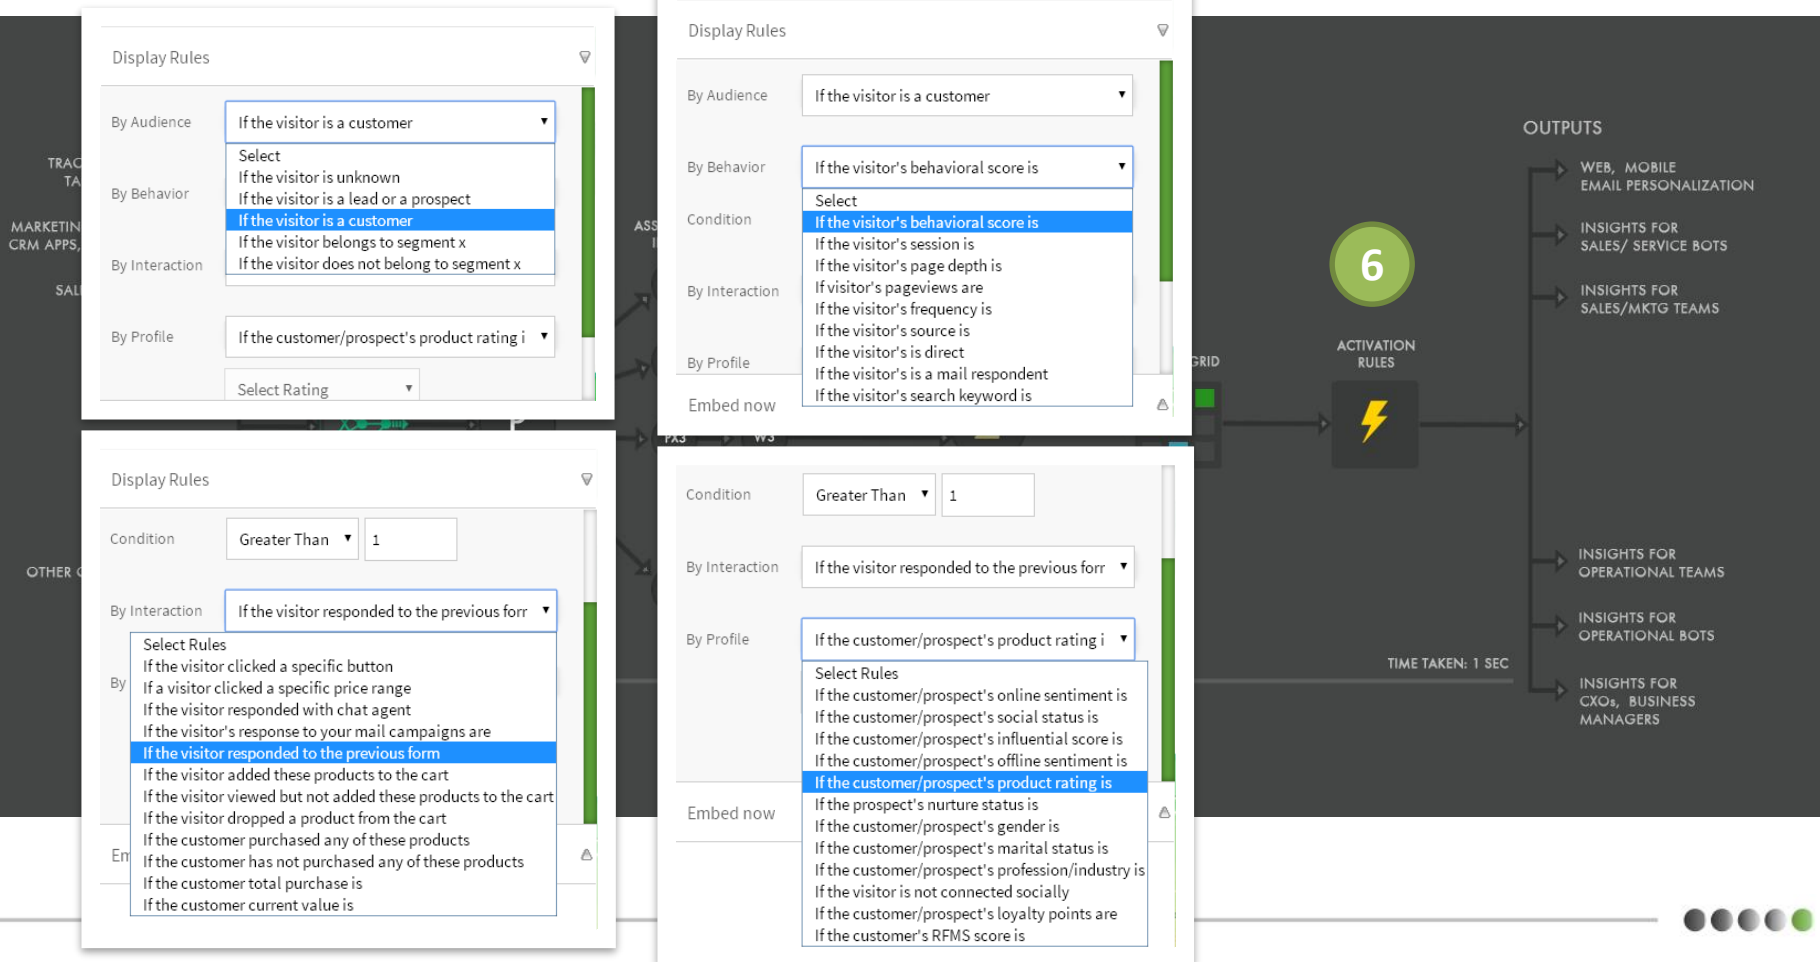 Display Rules
By Audience
If the visitor is a customer
Select
If the visitor is unknown
If the visitor is a lead or a prospect
If the visitor is a customer
If the visitor belongs to segment x
If the visitor does not belong to segment x
By Behavior
By Interaction
By Profile
If the customer/prospect's product rating i
Select Rating
Display Rules
By Audience
If the visitor is a customer
By Behavior
If the visitor's behavioral score is
Select
If the visitor's behavioral score is
If the visitor's session is
If the visitor's page depth is
If visitor's pageviews are
If the visitor's frequency is
If the visitor's source is
If the visitor's is direct
If the visitor's is a mail respondent
If the visitor's search keyword is
Condition
By Interaction
By Profile
Embed now
Display Rules
Condition
Greater Than
1
By Interaction
If the visitor responded to the previous forr
Select Rules
If the visitor clicked a specific button
If a visitor clicked a specific price range
If the visitor responded with chat agent
If the visitor's response to your mail campaigns are
If the visitor responded to the previous form
If the visitor added these products to the cart
If the visitor viewed but not added these products to the cart
If the visitor dropped a product from the cart
If the customer purchased any of these products
If the customer has not purchased any of these products
If the customer total purchase is
If the customer current value is
By
Condition
Greater Than
1
By Interaction
If the visitor responded to the previous forr
By Profile
If the customer/prospect's product rating i
Select Rules
If the customer/prospect's online sentiment is
If the customer/prospect's social status is
If the customer/prospect's influential score is
If the customer/prospect's offline sentiment is
If the customer/prospect's product rating is
If the prospect's nurture status is
If the customer/prospect's gender is
If the customer/prospect's marital status is
If the customer/prospect's profession/industry is
If the visitor is not connected socially
If the customer/prospect's loyalty points are
If the customer's RFMS score is
Embed now
CRM APPS,
OTHER
PX3
W3
GRID
6
ACTIVATION
RULES
TIME TAKEN: 1 SEC
OUTPUTS
WEB, MOBILE
EMAIL PERSONALIZATION
INSIGHTS FOR
SALES/ SERVICE BOTS
INSIGHTS FOR
SALES/MKTG TEAMS
INSIGHTS FOR
OPERATIONAL TEAMS
INSIGHTS FOR
OPERATIONAL BOTS
INSIGHTS FOR
CXOs, BUSINESS
MANAGERS